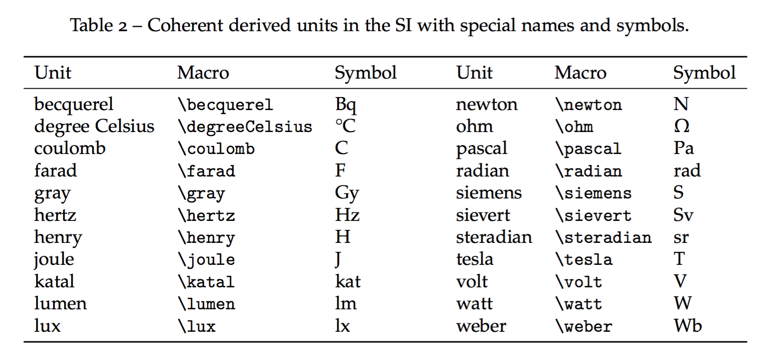 Table 2 – Coherent derived units in the SI with special names and symbols.
Unit Macro Symbol Unit Macro Symbol
becquerel \becquerel Bq newton \newton N
degree Celsius \degreeCelsius °C ohm \ohm Ω
coulomb \coulomb C pascal \pascal Pa
farad \farad F radian \radian rad
gray \gray Gy siemens \siemens S
hertz \hertz Hz sievert \sievert Sv
henry \henry H steradian \steradian sr
joule \joule J tesla \tesla T
katal \katal kat volt \volt V
lumen \lumen lm watt \watt W
lux \lux lx weber \weber Wb